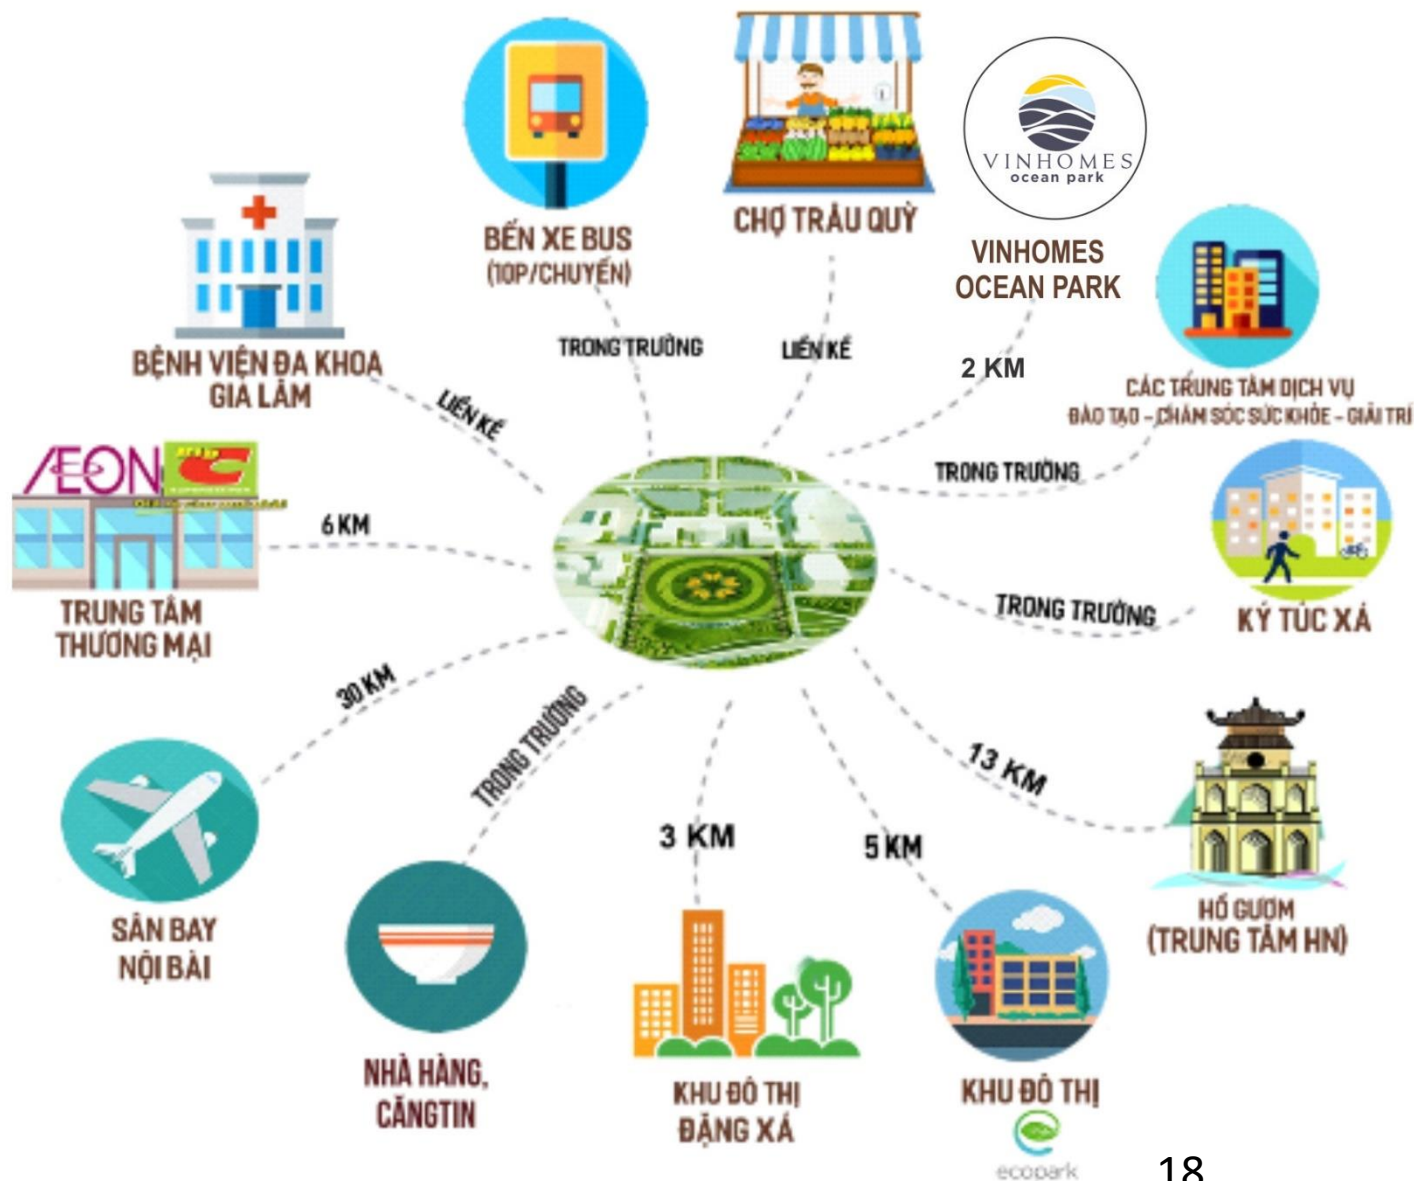 VINHOMES
ocean park
BẾN XE BUS
(10P/CHUYẾN)
CHỢ TRÂU QUỲ
VINHOMES
OCEAN PARK
BỆNH VIỆN ĐA KHOA
GIA LÂM
TRONG TRƯỜNG
LIỀN KỀ
2 KM
CÁC TRUNG TÂM DỊCH VỤ
ĐÀO TẠO - CHĂM SÓC SỨC KHỎE - GIẢI TRÍ
LIỀN KỀ
TRONG TRƯỜNG
ÆON
6 KM
TRUNG TÂM
THƯƠNG MẠI
TRONG TRƯỜNG
KÝ TÚC XÁ
30 KM
TRONG TRƯỜNG
13 KM
3 KM
5 KM
SÂN BAY
NỘI BÀI
HỒ GƯƠM
(TRUNG TÂM HN)
NHÀ HÀNG,
CĂNGTIN
KHU ĐÔ THỊ
ĐẶNG XÁ
KHU ĐÔ THỊ
ecopark
18